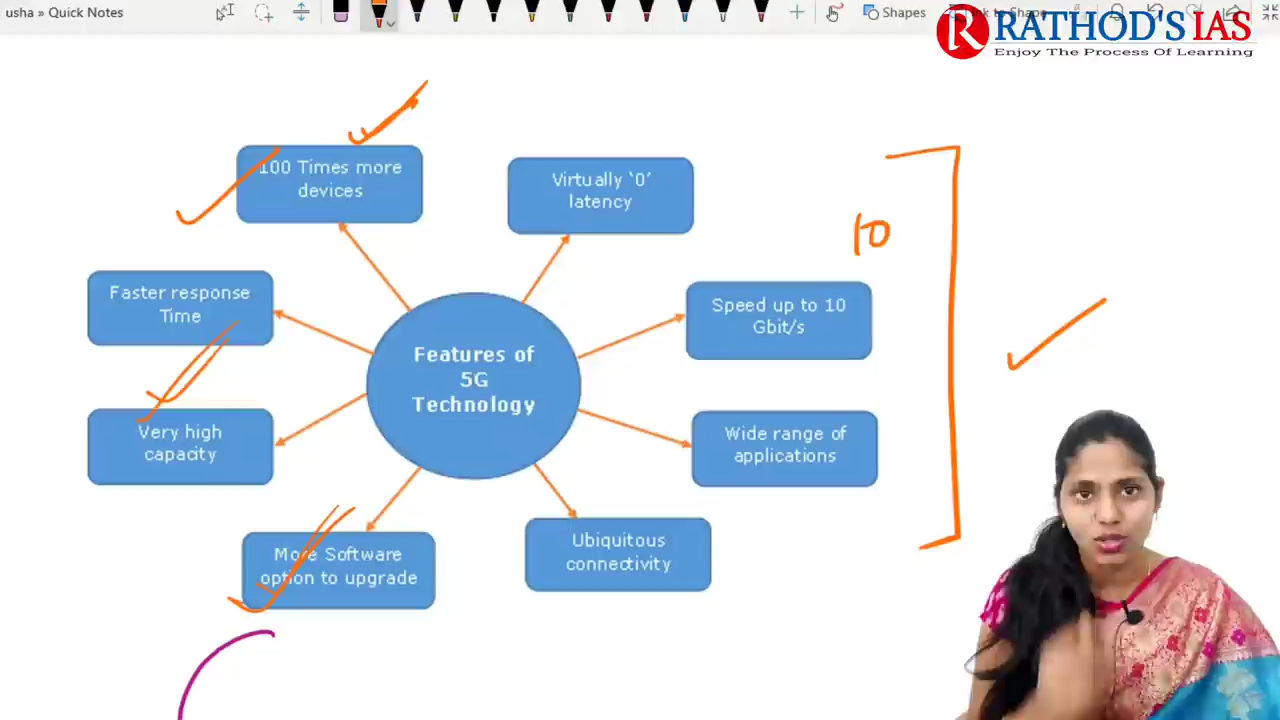 usha » Quick Notes
Shapes
to Shape
RATHOD'S IAS
Enjoy The Process Of Learning
100 Times more
devices
Virtually ‘0’
latency
10
Faster response
Time
Speed up to 10
Gbit/s
Features of
5G
Technology
Very high
capacity
Wide range of
applications
More Software
option to upgrade
Ubiquitous
connectivity